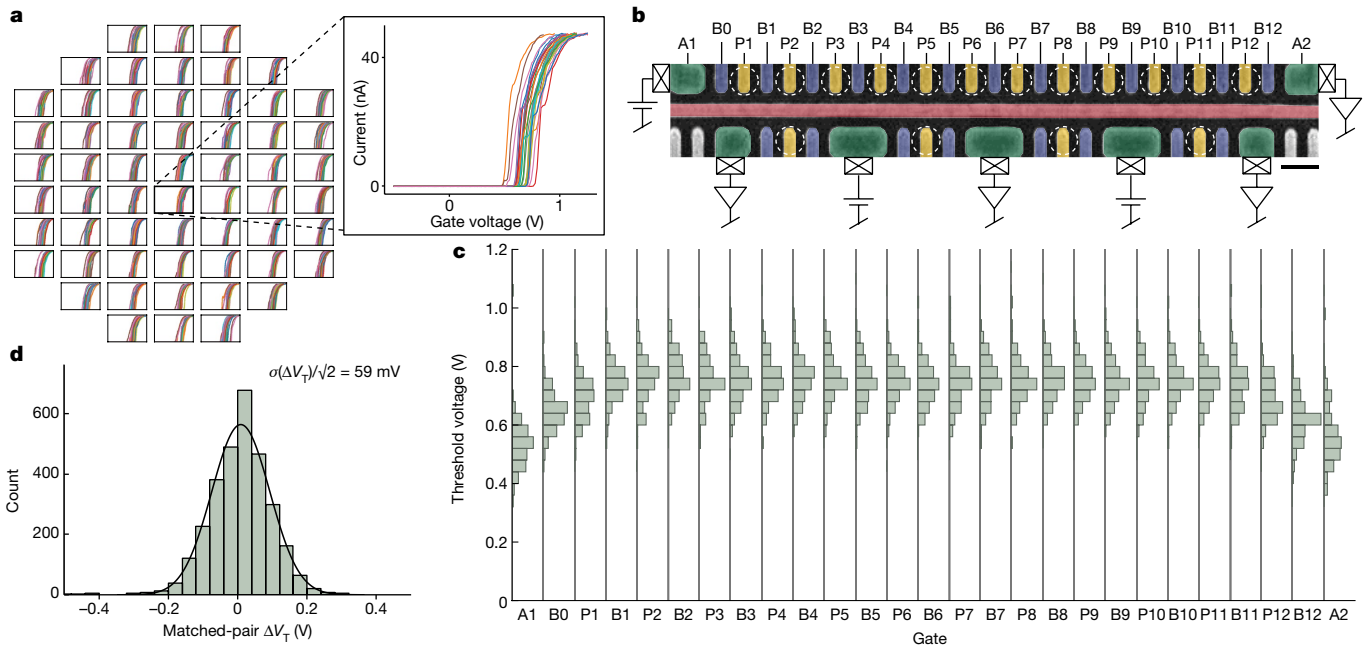 a
40
0
0
1
Current (nA)
Gate voltage (V)
b
B0 B1 B2 B3 B4 B5 B6 B7 B8 B9 B10 B11 B12
A1 P1 P2 P3 P4 P5 P6 P7 P8 P9 P10 P11 P12 A2
c
1.2
1.0
0.8
0.6
0.4
0.2
0
Threshold voltage (V)
A1 B0 P1 B1 P2 B2 P3 B3 P4 B4 P5 B5 P6 B6 P7 B7 P8 B8 P9 B9 P10 B10 P11 B11 P12 B12 A2
Gate
d
σ(ΔV_T)/√2 = 59 mV
600
400
200
0
Count
−0.4 −0.2 0 0.2 0.4
Matched-pair ΔV_T (V)